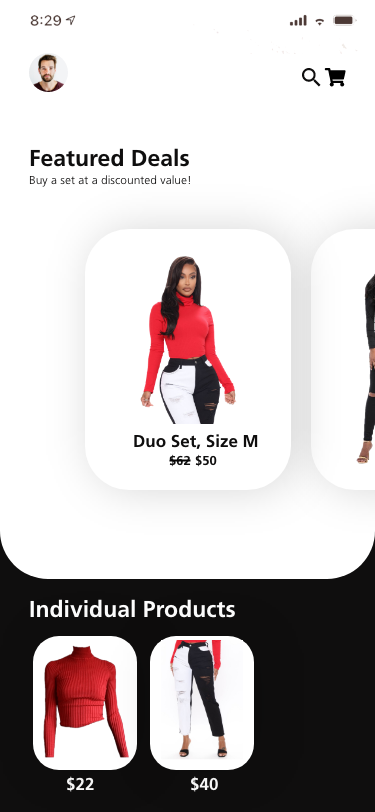 8:29
Featured Deals
Buy a set at a discounted value!
Duo Set, Size M
$62 $50
Individual Products
$22
$40